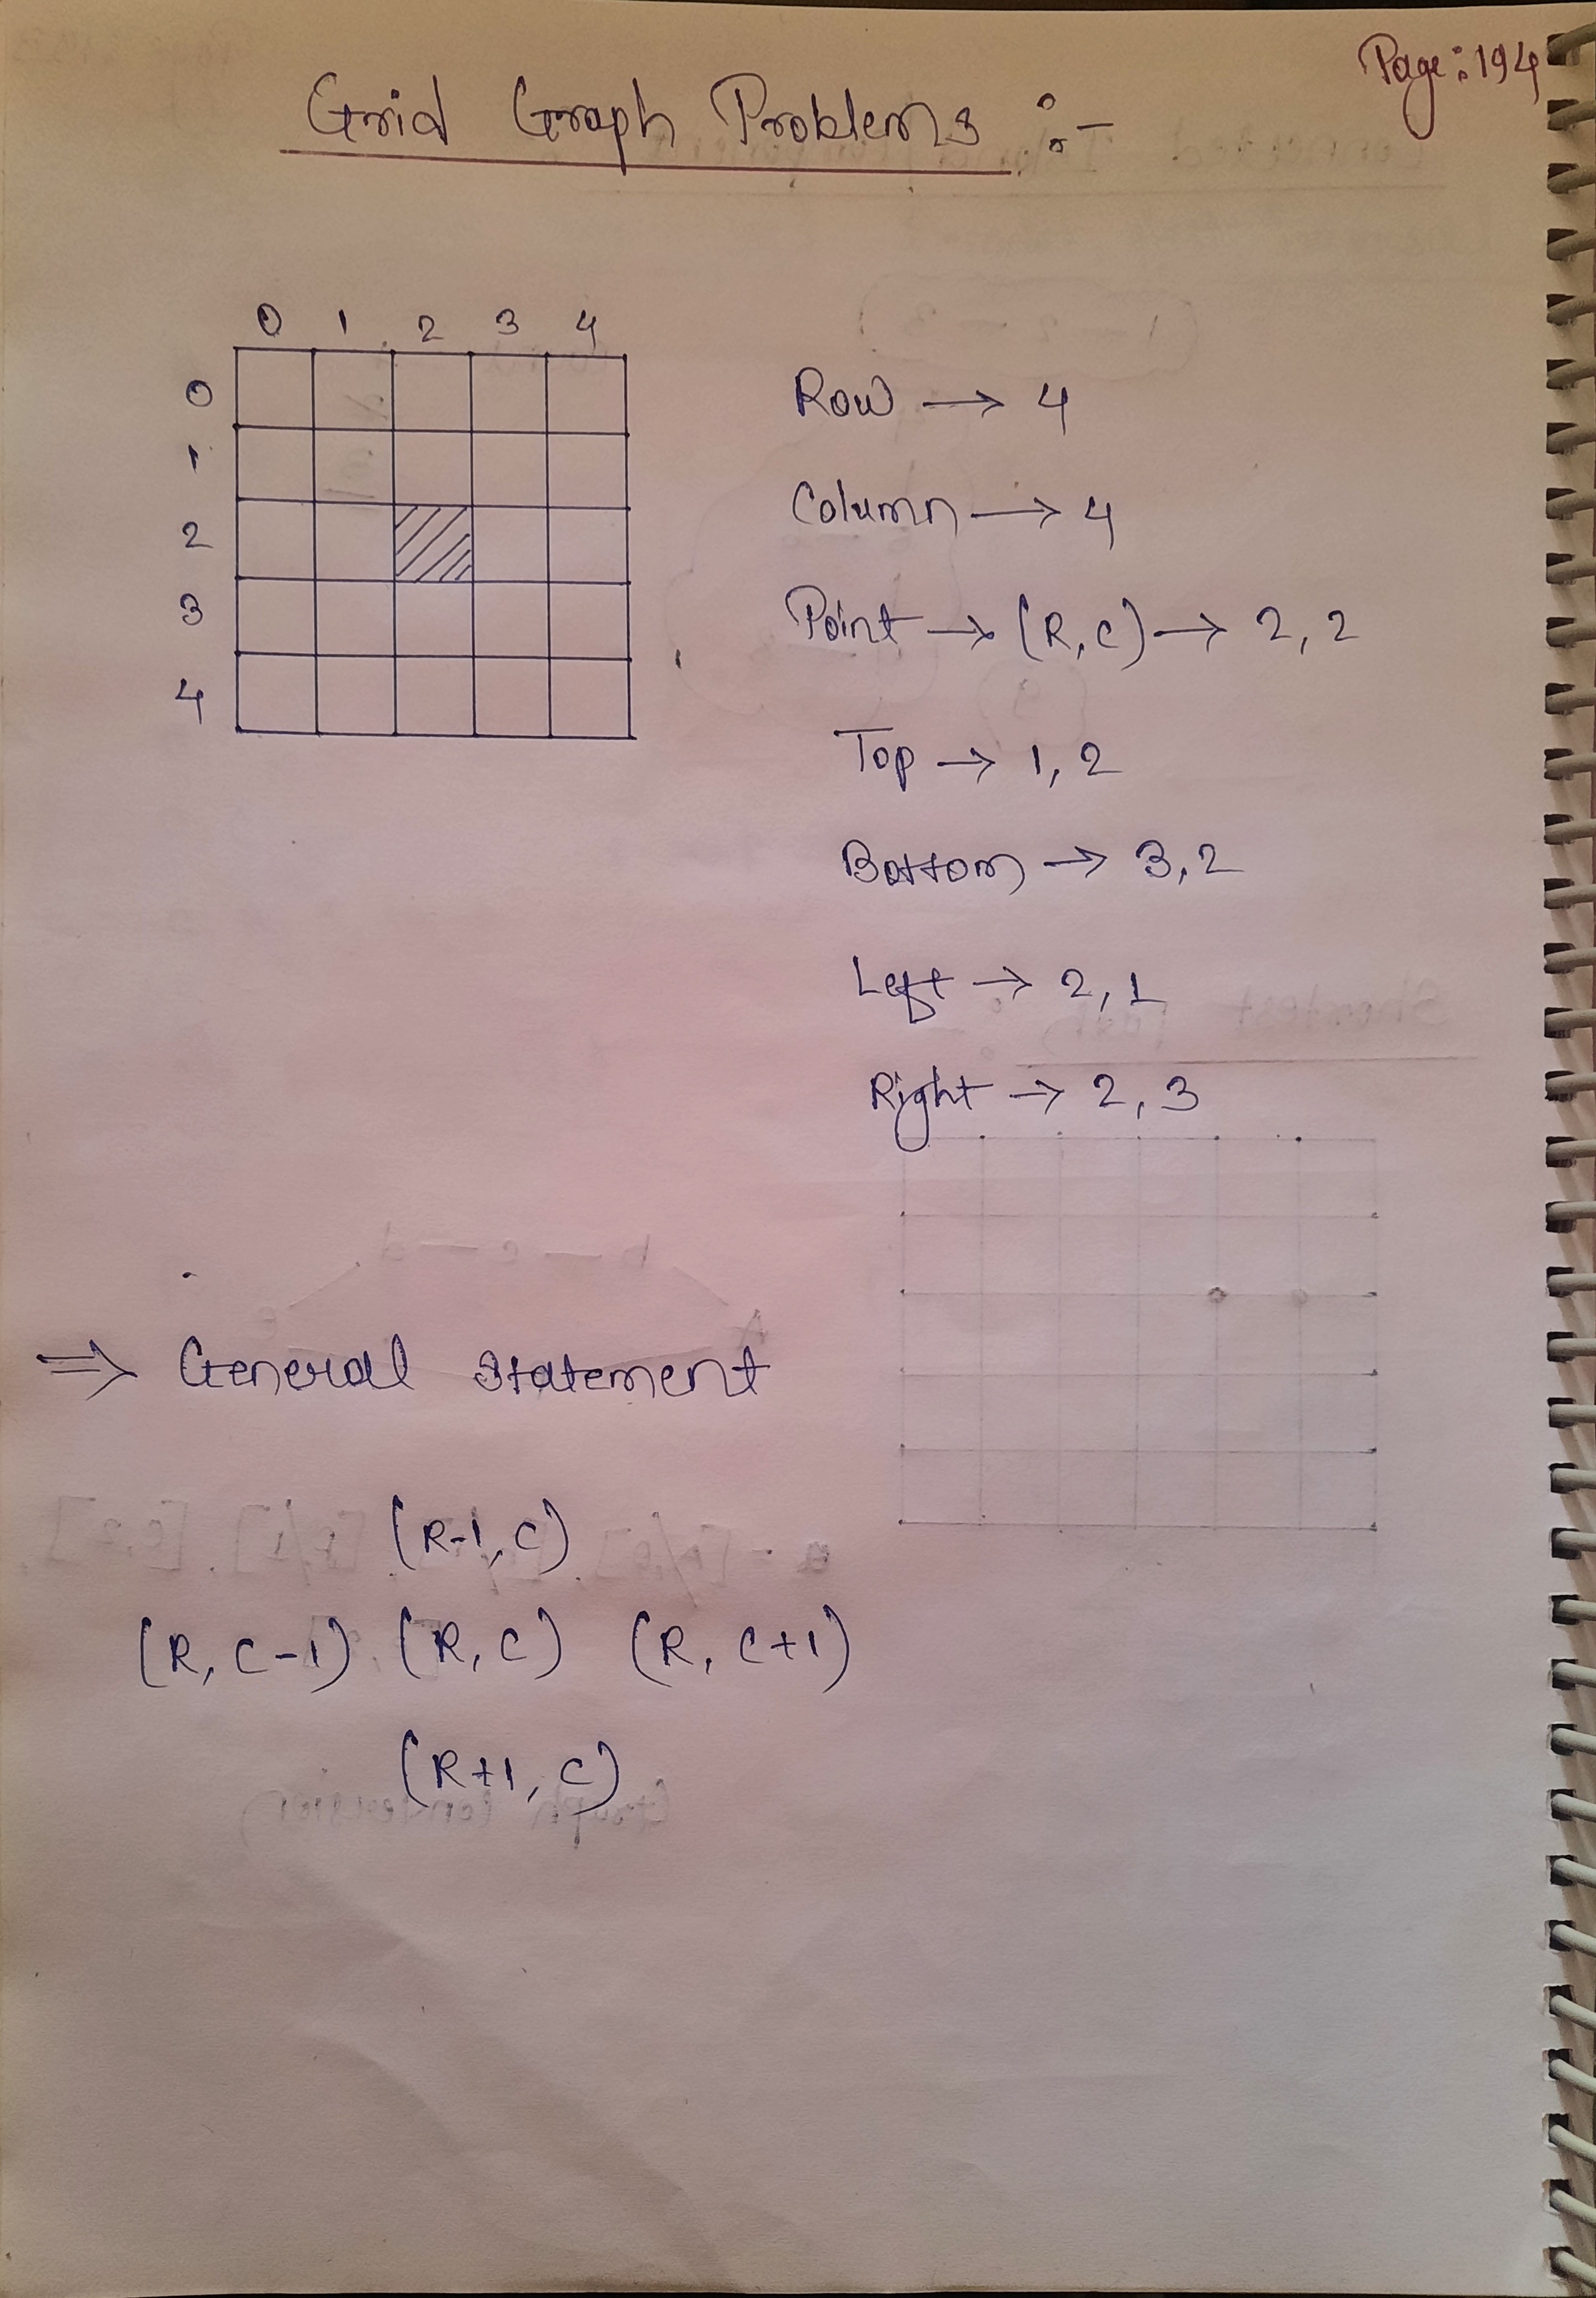 Page: 194
Grid Graph Problems :-
0 1 2 3 4
0
1
2
3
4
Row → 4
Column → 4
Point → (R, C) → 2, 2
Top → 1, 2
Bottom → 3, 2
Left → 2, 1
Right → 2, 3
⇒ General Statement
(R-1, C)
(R, C-1) (R, C) (R, C+1)
(R+1, C)